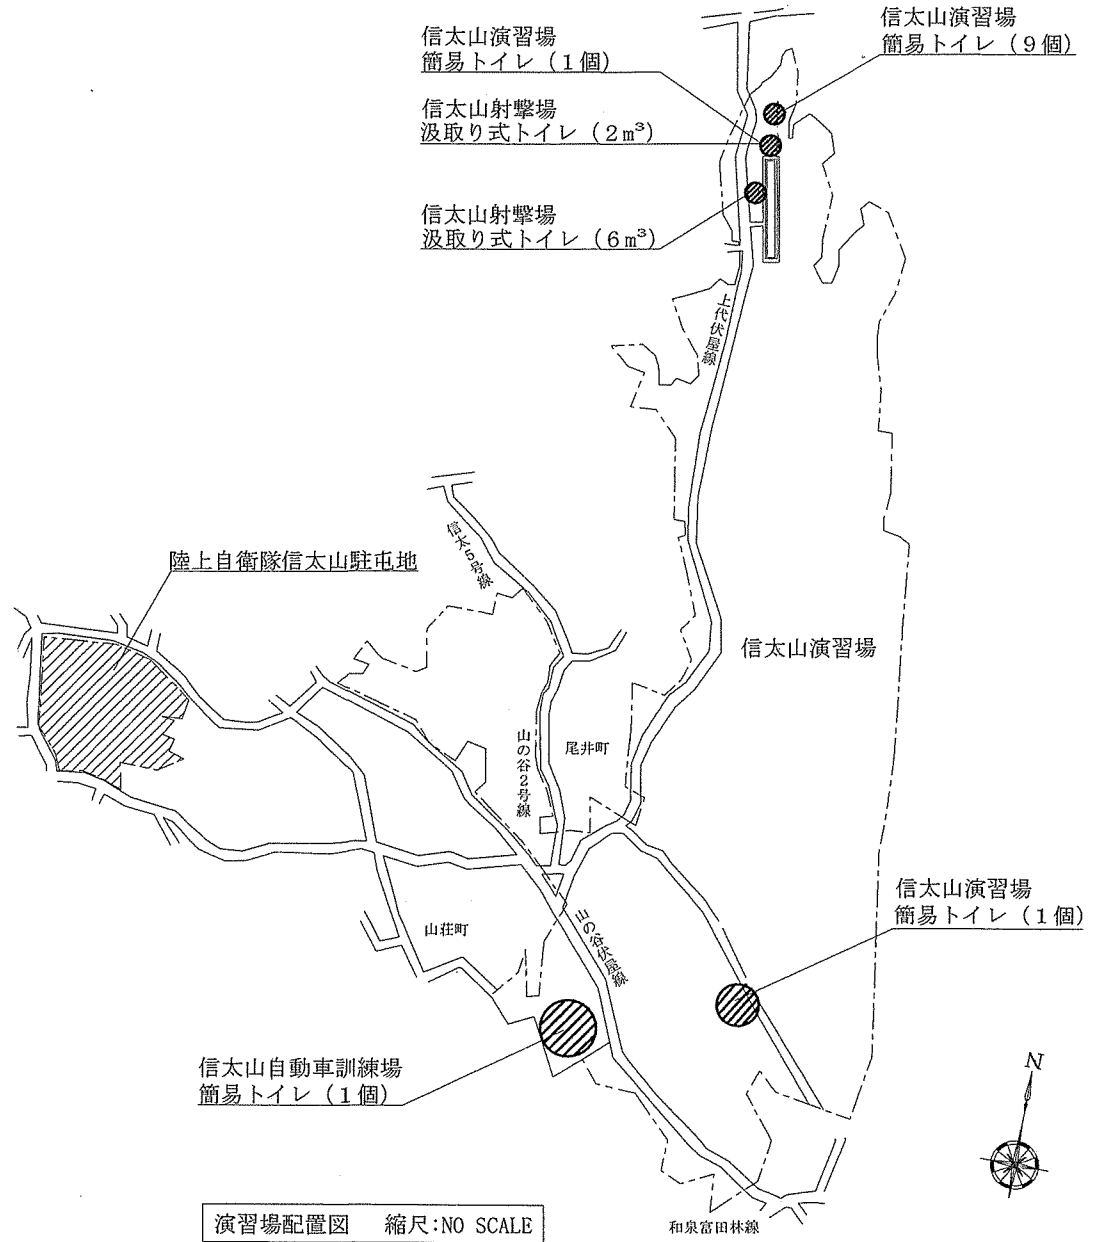 信太山演習場
簡易トイレ（9個）
信太山演習場
簡易トイレ（1個）
信太山射撃場
汲取り式トイレ（2m³）
信太山射撃場
汲取り式トイレ（6m³）
上代伏屋線
信太5号線
陸上自衛隊信太山駐屯地
信太山演習場
尾井町
山の谷2号線
信太山演習場
簡易トイレ（1個）
山荘町
山の谷伏屋線
信太山自動車訓練場
簡易トイレ（1個）
N
演習場配置図　縮尺:NO SCALE
和泉富田林線